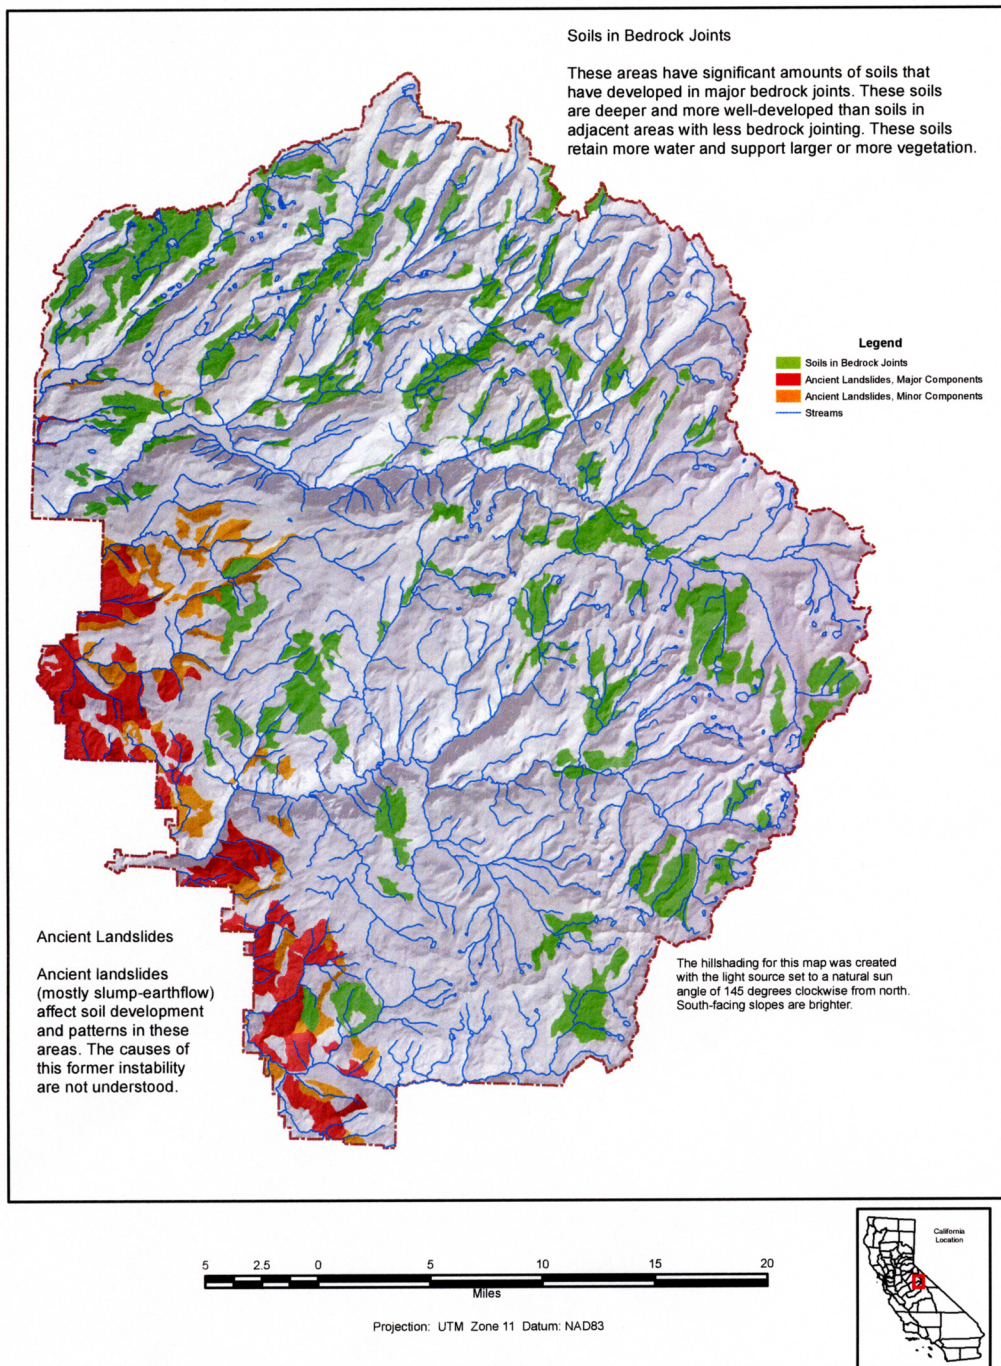 Soils in Bedrock Joints
These areas have significant amounts of soils that
have developed in major bedrock joints. These soils
are deeper and more well-developed than soils in
adjacent areas with less bedrock jointing. These soils
retain more water and support larger or more vegetation.
Legend
Soils in Bedrock Joints
Ancient Landslides, Major Components
Ancient Landslides, Minor Components
Streams
Ancient Landslides
Ancient landslides
(mostly slump-earthflow)
affect soil development
and patterns in these
areas. The causes of
this former instability
are not understood.
The hillshading for this map was created
with the light source set to a natural sun
angle of 145 degrees clockwise from north.
South-facing slopes are brighter.
5 2.5 0 5 10 15 20
Miles
Projection: UTM Zone 11 Datum: NAD83
California
Location